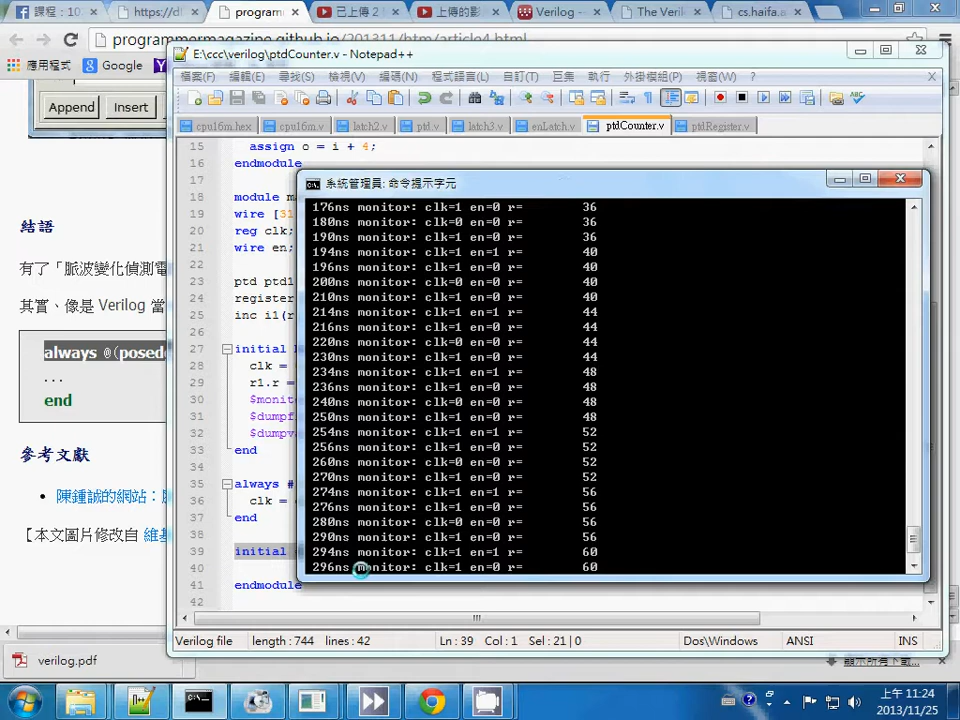 課程：10.
https://dl
programm
已上傳 2
上傳的影
Verilog -
The Veril
cs.haifa.a
programmermagazine.github.io/201311/htm/article4.html
應用程式
Google
Append
Insert
結語
有了「脈波變化偵測電
其實、像是 Verilog 當
always @(posed
...
end
參考文獻
陳鍾誠的網站：
【本文圖片修改自 維基
E:\ccc\verilog\ptdCounter.v - Notepad++
檔案(F) 編輯(E) 尋找(S) 檢視(V) 編碼(N) 程式語言(L) 自訂(T) 巨集 執行 外掛模組(P) 視窗(W) ? X
cpu16m.hex
cpu16m.v
latch2.v
ptd.v
latch3.v
enLatch.v
ptdCounter.v
ptdRegister.v
15 assign o = i + 4;
16 endmodule
17
18 module m
19 wire [31
20 reg clk;
21 wire en;
22
23 ptd ptd1
24 register
25 inc i1(r
26
27 initial
28 clk =
29 r1.r =
30 $monito
31 $dumpf
32 $dumpv
33 end
34
35 always #
36 clk =
37 end
38
39 initial
40
41 endmodule
42
系統管理員: 命令提示字元
176ns monitor: clk=1 en=0 r= 36
180ns monitor: clk=0 en=0 r= 36
190ns monitor: clk=1 en=0 r= 36
194ns monitor: clk=1 en=1 r= 40
196ns monitor: clk=1 en=0 r= 40
200ns monitor: clk=0 en=0 r= 40
210ns monitor: clk=1 en=0 r= 40
214ns monitor: clk=1 en=1 r= 44
216ns monitor: clk=1 en=0 r= 44
220ns monitor: clk=0 en=0 r= 44
230ns monitor: clk=1 en=0 r= 44
234ns monitor: clk=1 en=1 r= 48
236ns monitor: clk=1 en=0 r= 48
240ns monitor: clk=0 en=0 r= 48
250ns monitor: clk=1 en=0 r= 48
254ns monitor: clk=1 en=1 r= 52
256ns monitor: clk=1 en=0 r= 52
260ns monitor: clk=0 en=0 r= 52
270ns monitor: clk=1 en=0 r= 52
274ns monitor: clk=1 en=1 r= 56
276ns monitor: clk=1 en=0 r= 56
280ns monitor: clk=0 en=0 r= 56
290ns monitor: clk=1 en=0 r= 56
294ns monitor: clk=1 en=1 r= 60
296ns monitor: clk=1 en=0 r= 60
Verilog file length : 744 lines : 42 Ln : 39 Col : 1 Sel : 21 | 0 Dos\Windows ANSI INS
verilog.pdf
顯示所有下載...
上午 11:24
2013/11/25